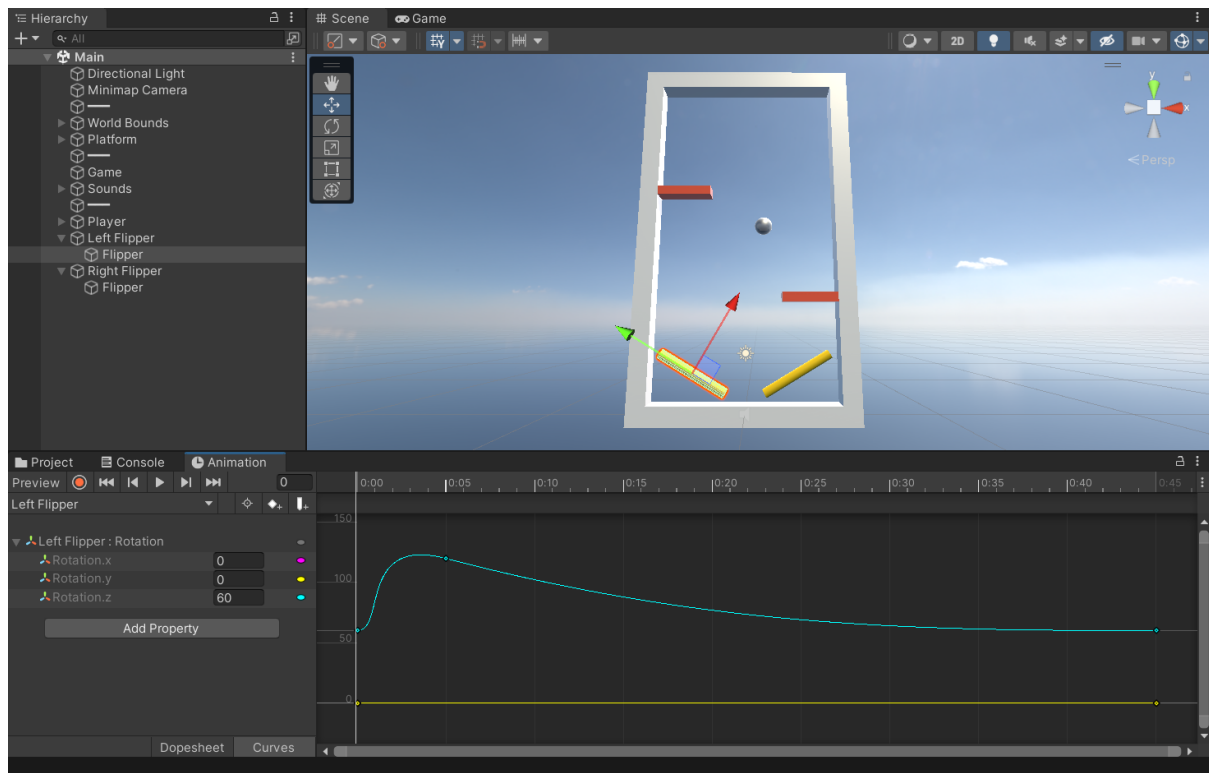 Hierarchy
All
Main
Directional Light
Minimap Camera
World Bounds
Platform
Game
Sounds
Player
Left Flipper
Flipper
Right Flipper
Flipper
Scene Game
2D
y
x
Persp
Project Console Animation
Preview 0
0:00 0:05 0:10 0:15 0:20 0:25 0:30 0:35 0:40 0:45
Left Flipper
Left Flipper : Rotation
Rotation.x 0
Rotation.y 0
Rotation.z 60
Add Property
150
100
50
0
Dopesheet Curves